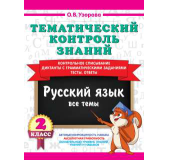 О.В. Узорова
ТЕМАТИЧЕСКИЙ
КОНТРОЛЬ
ЗНАНИЙ
КОНТРОЛЬНОЕ СПИСЫВАНИЕ
ДИКТАНТЫ С ГРАММАТИЧЕСКИМИ ЗАДАНИЯМИ
ТЕСТЫ. ОТВЕТЫ
Русский язык
все темы
2
КЛАСС